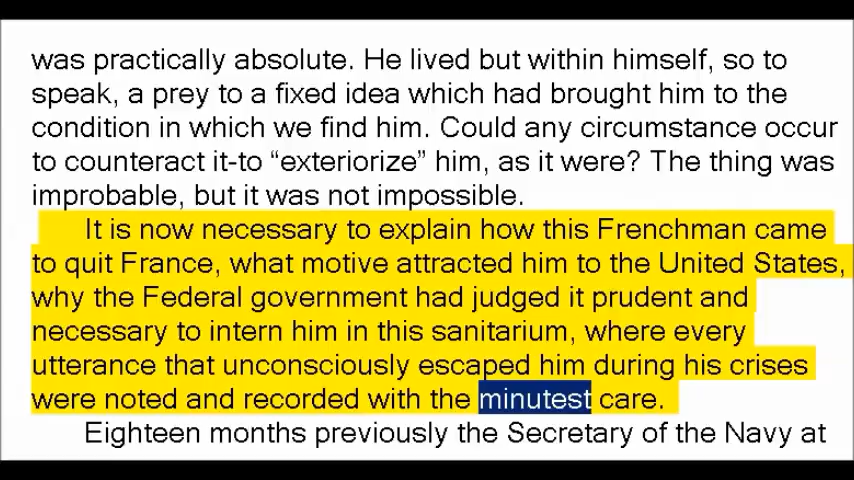 was practically absolute. He lived but within himself, so to
speak, a prey to a fixed idea which had brought him to the
condition in which we find him. Could any circumstance occur
to counteract it-to “exteriorize” him, as it were? The thing was
improbable, but it was not impossible.
It is now necessary to explain how this Frenchman came
to quit France, what motive attracted him to the United States,
why the Federal government had judged it prudent and
necessary to intern him in this sanitarium, where every
utterance that unconsciously escaped him during his crises
were noted and recorded with the minutest care.
Eighteen months previously the Secretary of the Navy at